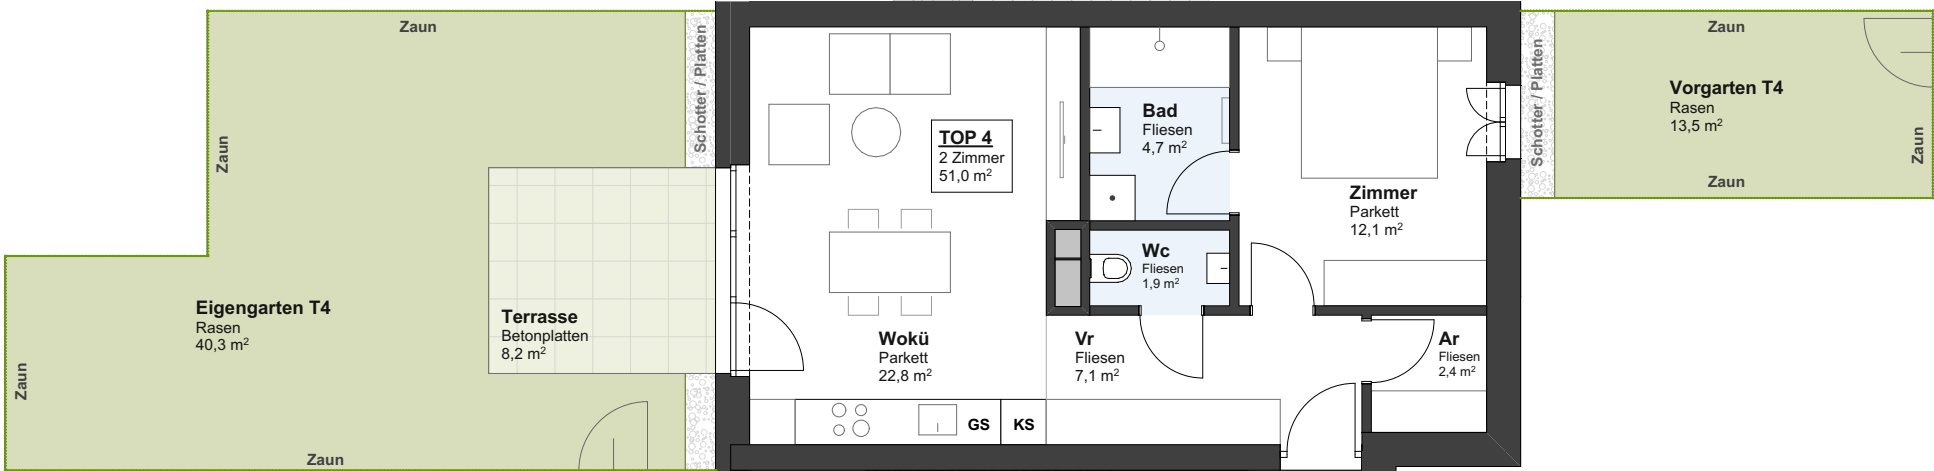 Zaun
Zaun
Zaun
Zaun
Schotter / Platten
Eigengarten T4
Rasen
40,3 m²
Terrasse
Betonplatten
8,2 m²
TOP 4
2 Zimmer
51,0 m²
Wokü
Parkett
22,8 m²
GS
KS
Bad
Fliesen
4,7 m²
Wc
Fliesen
1,9 m²
Vr
Fliesen
7,1 m²
Zimmer
Parkett
12,1 m²
Ar
Fliesen
2,4 m²
Schotter / Platten
Zaun
Vorgarten T4
Rasen
13,5 m²
Zaun
Zaun